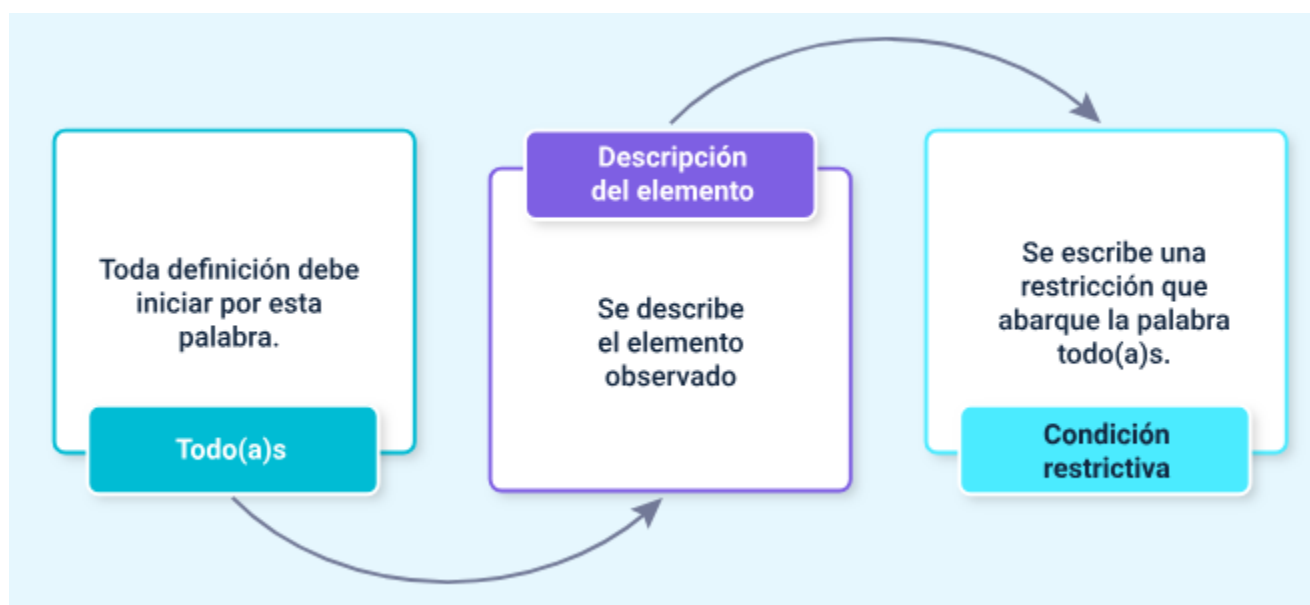 Toda definición debe
iniciar por esta
palabra.
Todo(a)s
Descripción
del elemento
Se describe
el elemento
observado
Se escribe una
restricción que
abarque la palabra
todo(a)s.
Condición
restrictiva